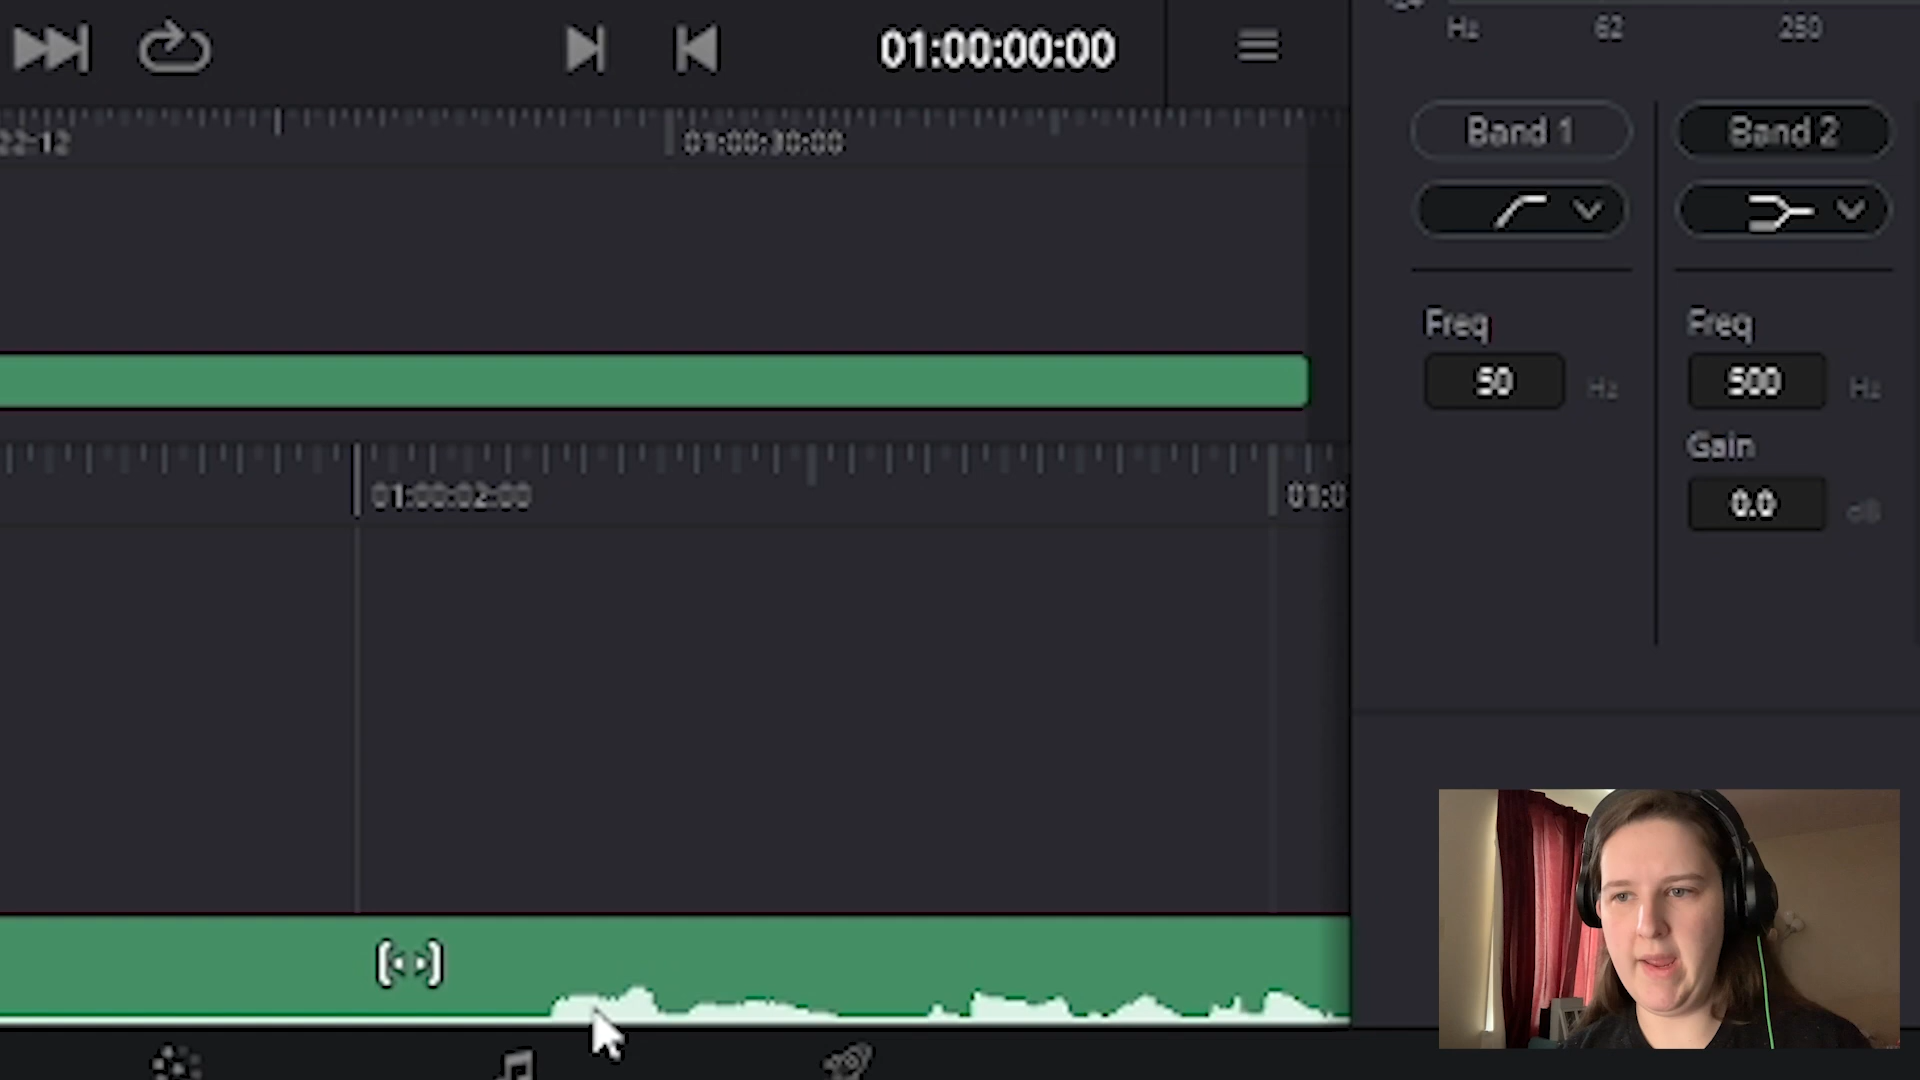 01:00:00:00
Hz 62 250
22:12 01:00:30:00
Band 1 Band 2
Freq Freq
50 Hz 500 Hz
Gain
0.0 dB
01:00:02:00 01:0